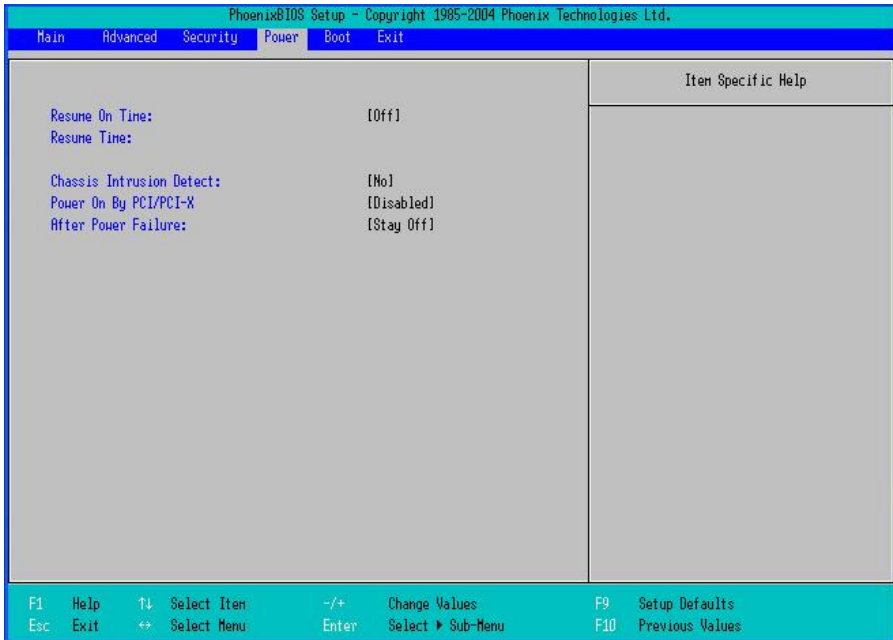 PhoenixBIOS Setup - Copyright 1985-2004 Phoenix Technologies Ltd.
Main Advanced Security Power Boot Exit
Item Specific Help
Resume On Time: [Off]
Resume Time:
Chassis Intrusion Detect: [No]
Power On By PCI/PCI-X [Disabled]
After Power Failure: [Stay Off]
F1 Help ↑↓ Select Item -/+ Change Values F9 Setup Defaults
Esc Exit ↔ Select Menu Enter Select ▶ Sub-Menu F10 Previous Values